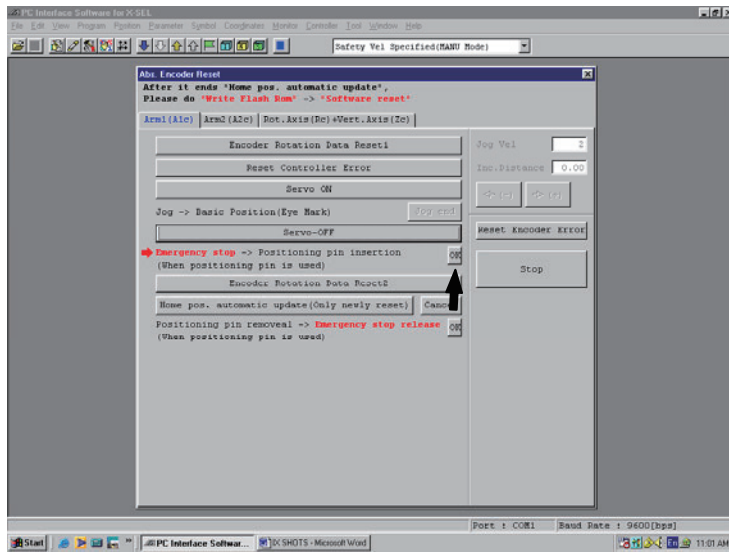 PC Interface Software for X-SEL
File Edit View Program Position Parameter Symbol Coordinates Monitor Controller Tool Window Help
Safety Vel Specified(MANU Mode)
Abs. Encoder Reset
After it ends "Home pos. automatic update",
Please do "Write Flash Rom" -> "Software reset"
Arm1(A1c) Arm2(A2c) Rot.Axis(Rc)+Vert.Axis(Zc)
Encoder Rotation Data Reset1
Reset Controller Error
Servo ON
Jog -> Basic Position(Eye Mark) Jog end
Servo-OFF
Emergency stop -> Positioning pin insertion OK
(When positioning pin is used)
Encoder Rotation Data Reset2
Home pos. automatic update(Only newly reset)
Positioning pin removeal -> Emergency stop release OK
(When positioning pin is used)
Jog Vel 2
Inc.Distance 0.00
<-(-) -> (+)
Reset Encoder Error
Stop
Port : COM1 Baud Rate : 9600[bps]
Start PC Interface Softwar... IX SHOTS - Microsoft Word En 11:01 AM